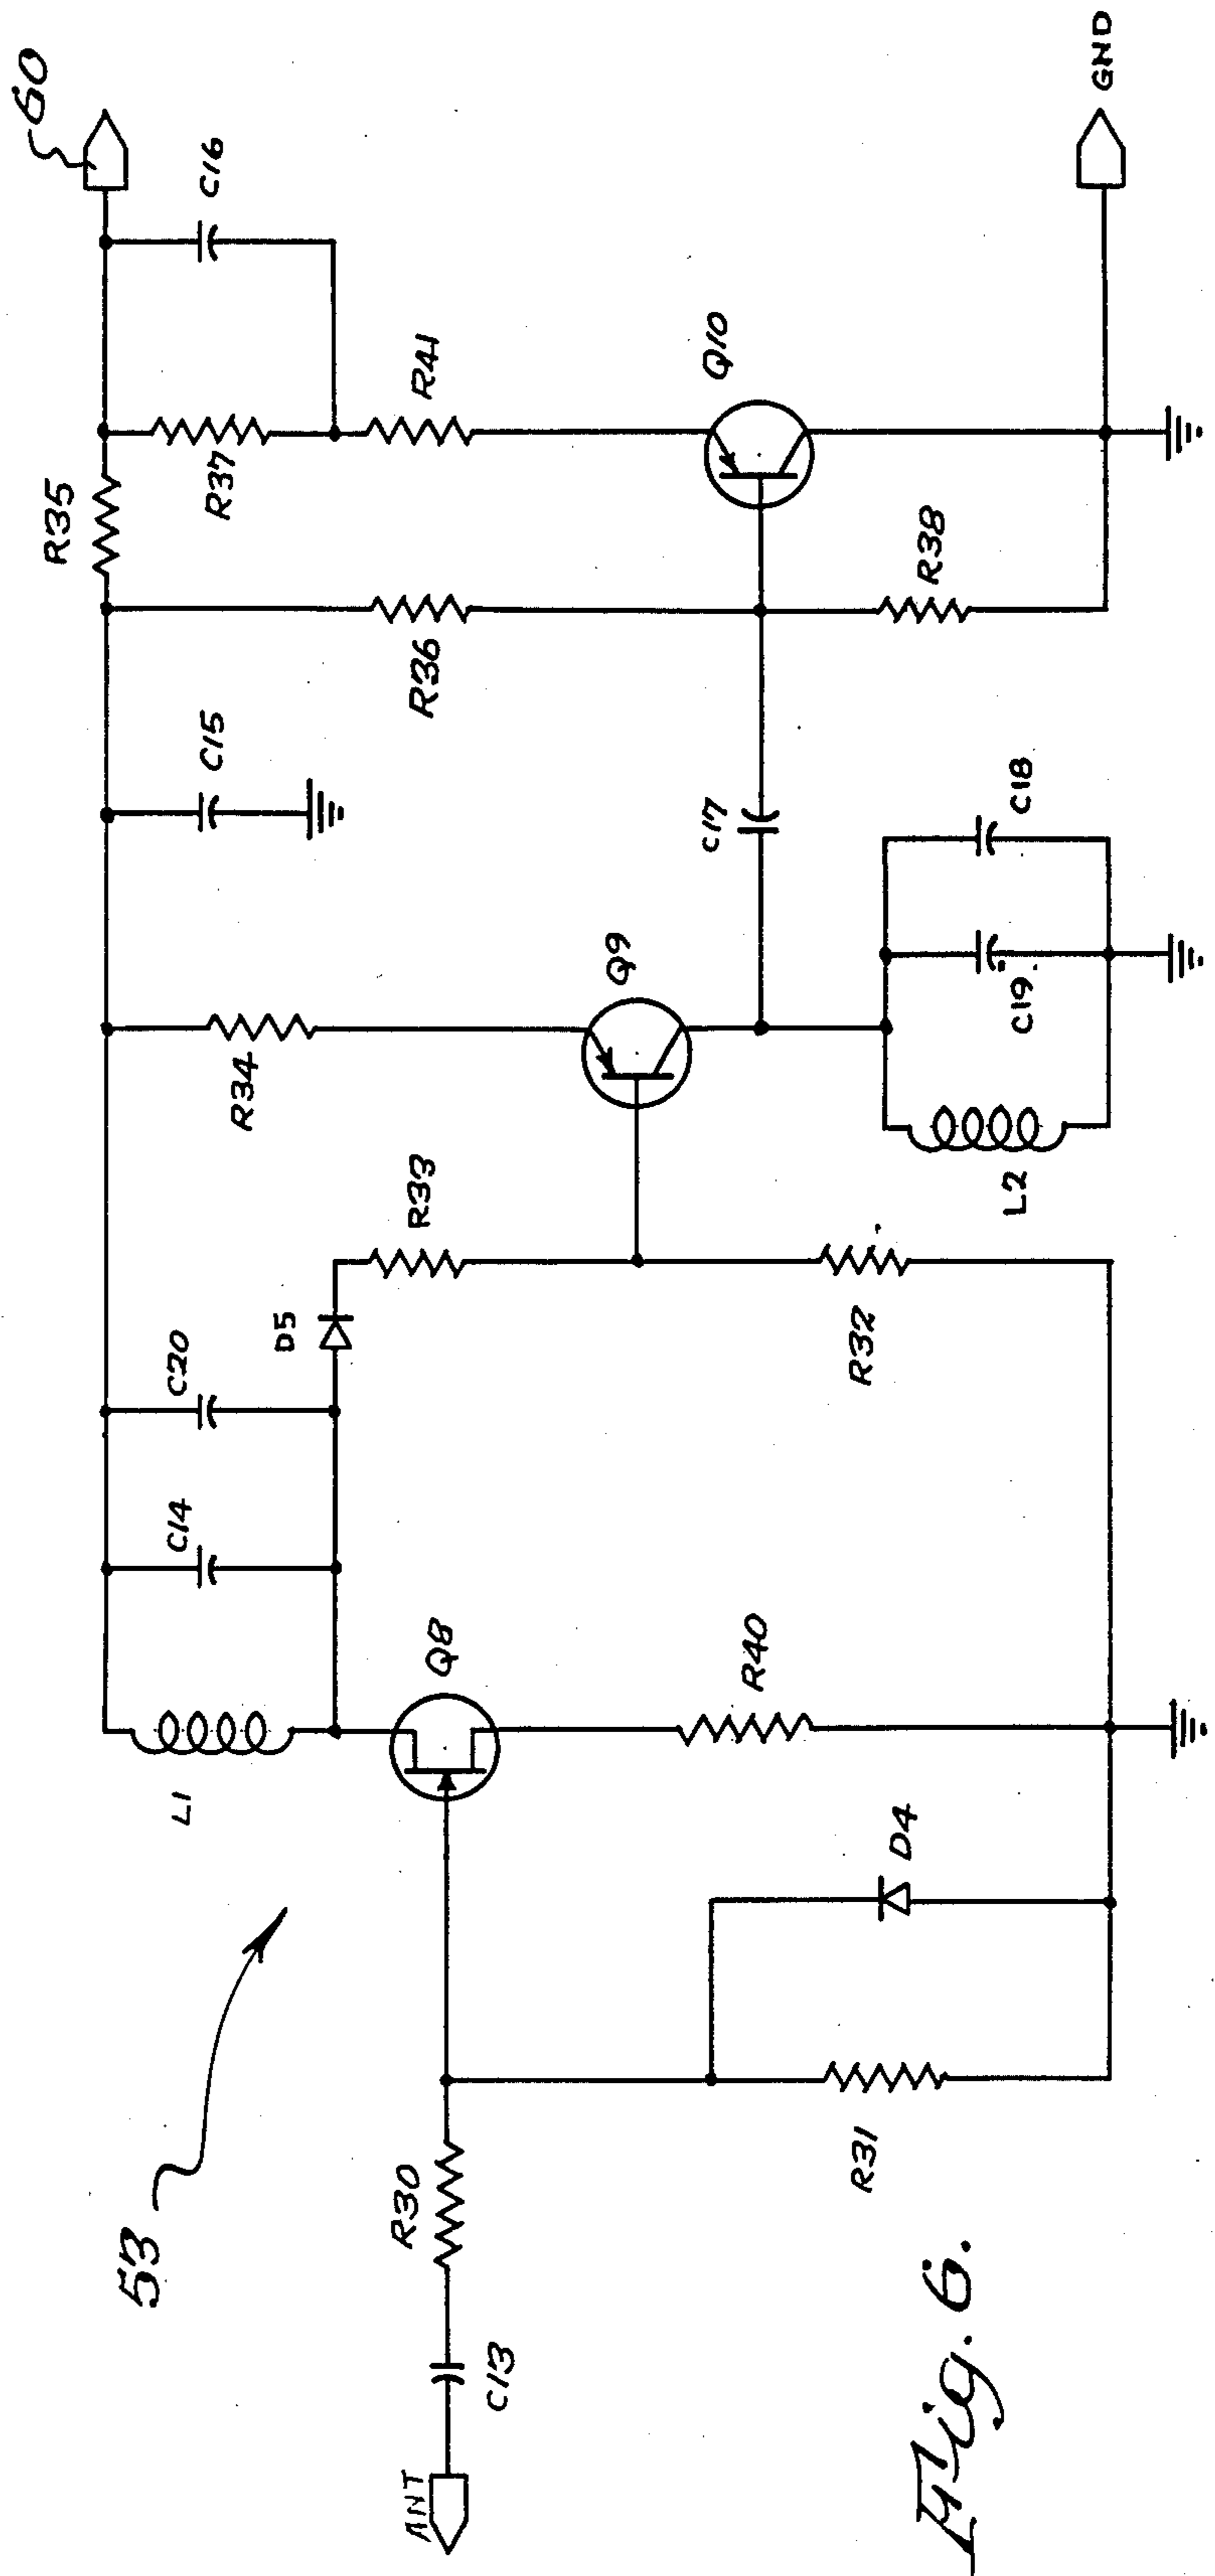 60
C16
R35
R37
R41
Q10
GND
R36
R38
C15
C17
C18
C19
Q9
R34
L2
R33
R32
D5
C20
C14
Q8
R40
L1
D4
53
R30
R31
C13
ANT
Fig. 6.